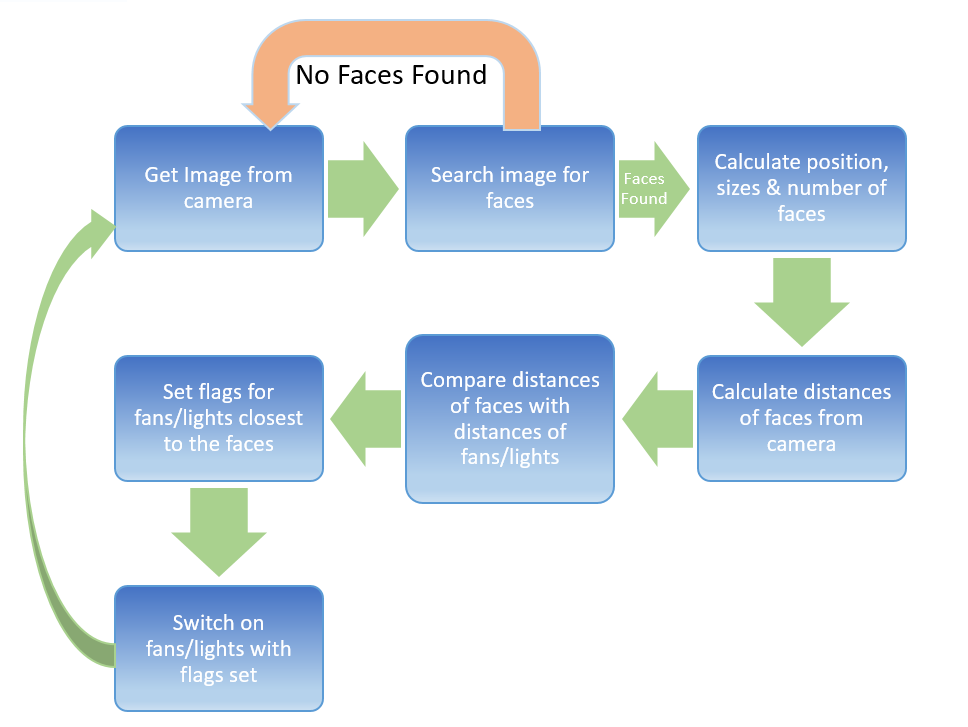 No Faces Found
Get Image from
camera
Search image for
faces
Faces
Found
Calculate position,
sizes & number of
faces
Calculate distances
of faces from
camera
Compare distances
of faces with
distances of
fans/lights
Set flags for
fans/lights closest
to the faces
Switch on
fans/lights with
flags set